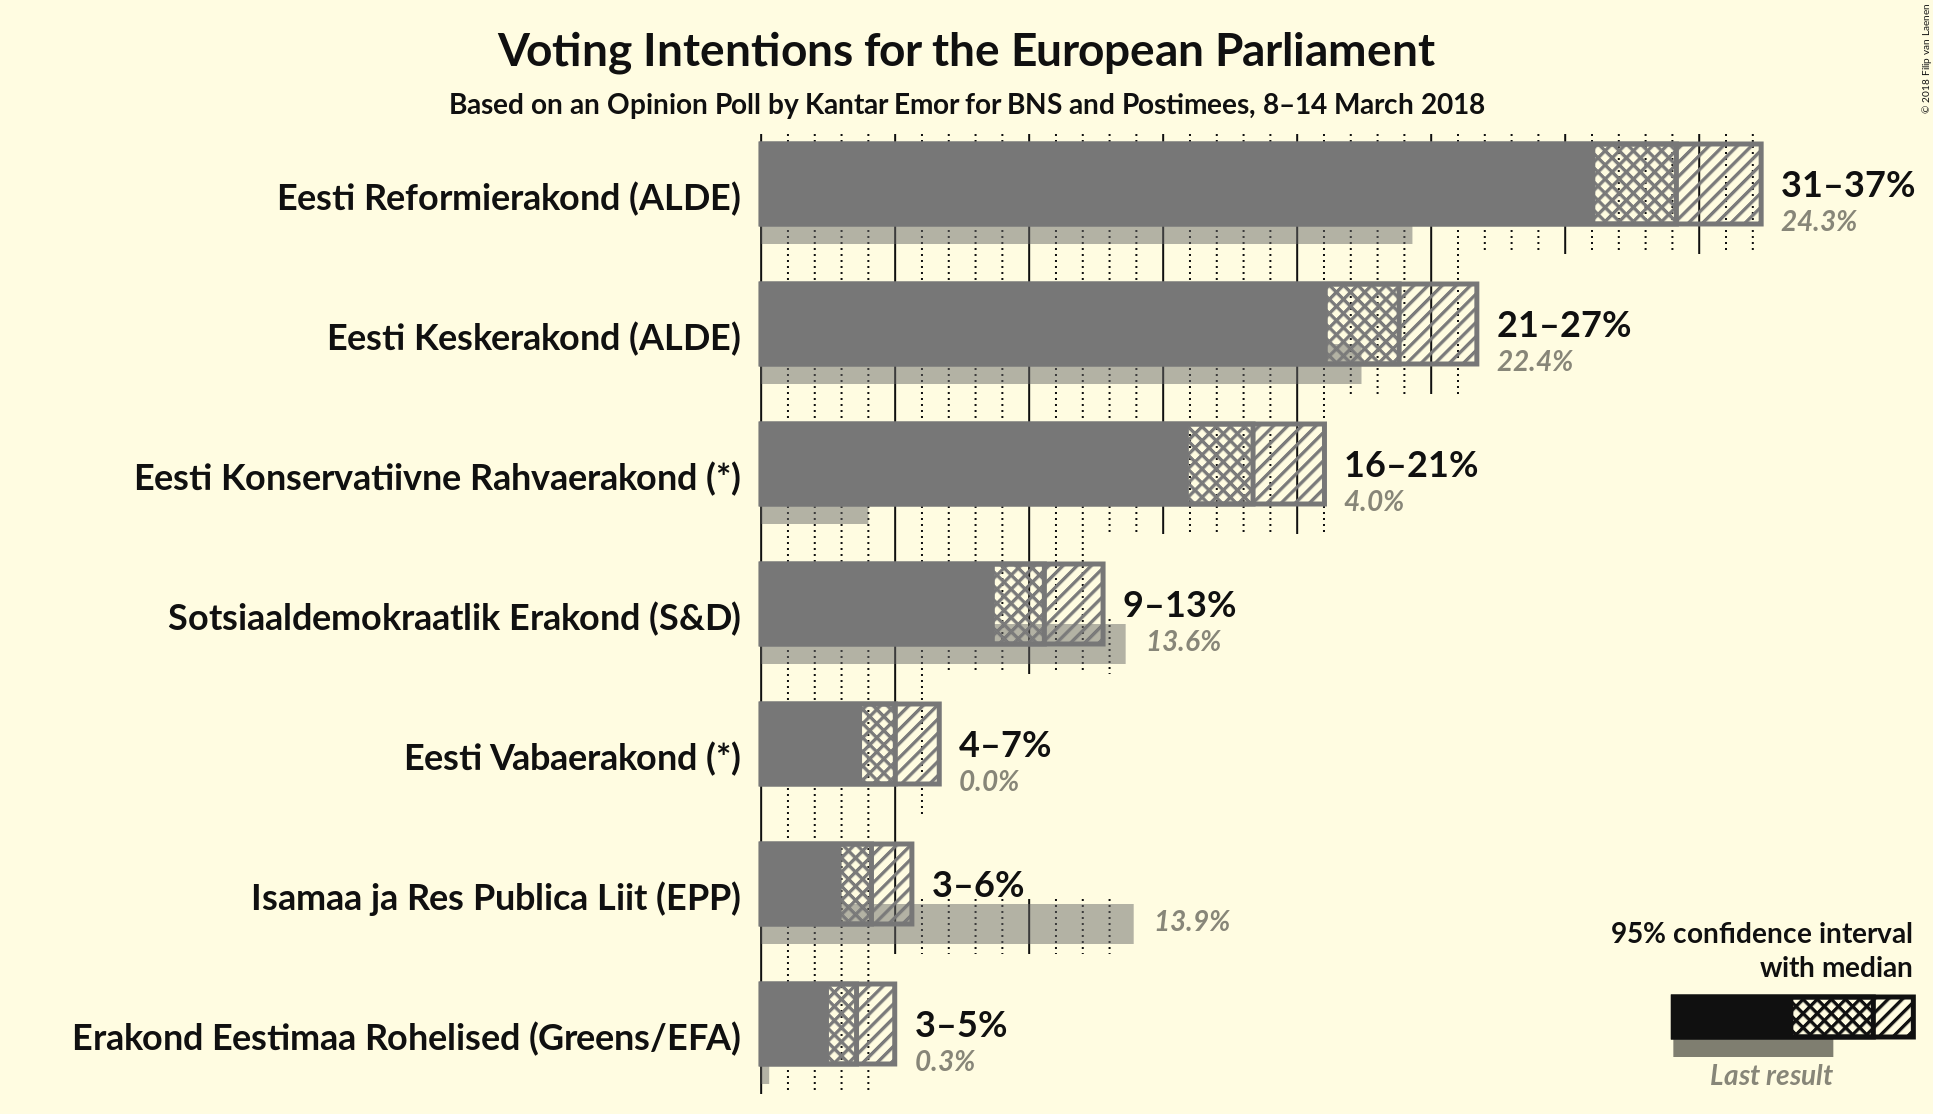 Voting Intentions for the European Parliament
Based on an Opinion Poll by Kantar Emor for BNS and Postimees, 8–14 March 2018
© 2018 Filip van Laenen
Eesti Reformierakond (ALDE)
31–37%
24.3%
Eesti Keskerakond (ALDE)
21–27%
22.4%
Eesti Konservatiivne Rahvaerakond (*)
16–21%
4.0%
Sotsiaaldemokraatlik Erakond (S&D)
9–13%
13.6%
Eesti Vabaerakond (*)
4–7%
0.0%
Isamaa ja Res Publica Liit (EPP)
3–6%
13.9%
Erakond Eestimaa Rohelised (Greens/EFA)
3–5%
0.3%
95% confidence interval
with median
Last result